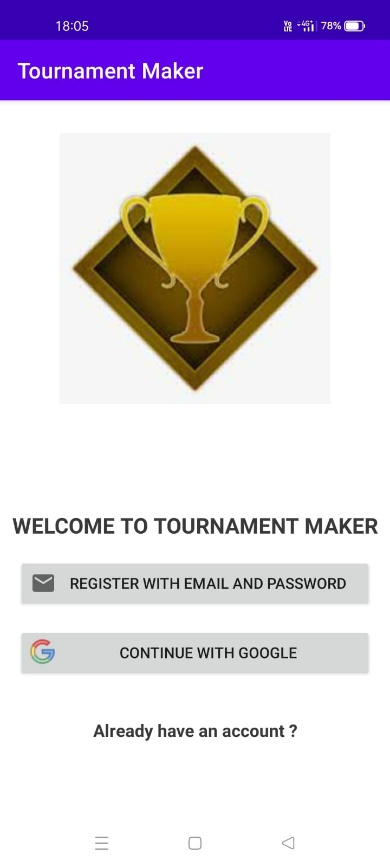 18:05
Vo LTE 4G+ 78%
Tournament Maker
WELCOME TO TOURNAMENT MAKER
REGISTER WITH EMAIL AND PASSWORD
CONTINUE WITH GOOGLE
Already have an account ?